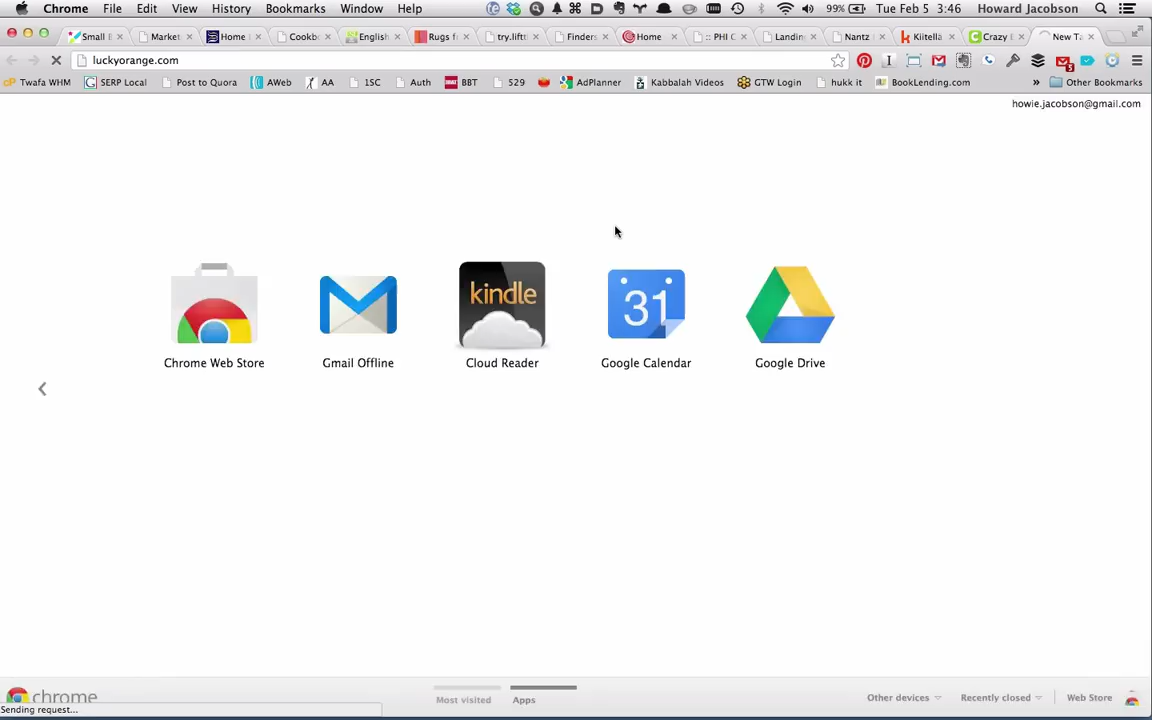 Chrome File Edit View History Bookmarks Window Help 99% Tue Feb 5 3:46 Howard Jacobson
Small Market Home Cookb English Rugs f try.liftt Finders Home :: PHI C Landin Nantz Kiitella Crazy New Ta
luckyorange.com
Twafa WHM SERP Local Post to Quora AWeb AA 1SC Auth BBT 529 AdPlanner Kabbalah Videos GTW Login hukk it BookLending.com » Other Bookmarks
howie.jacobson@gmail.com
kindle 31
Chrome Web Store Gmail Offline Cloud Reader Google Calendar Google Drive
chrome Most visited Apps Other devices Recently closed Web Store
Sending request...